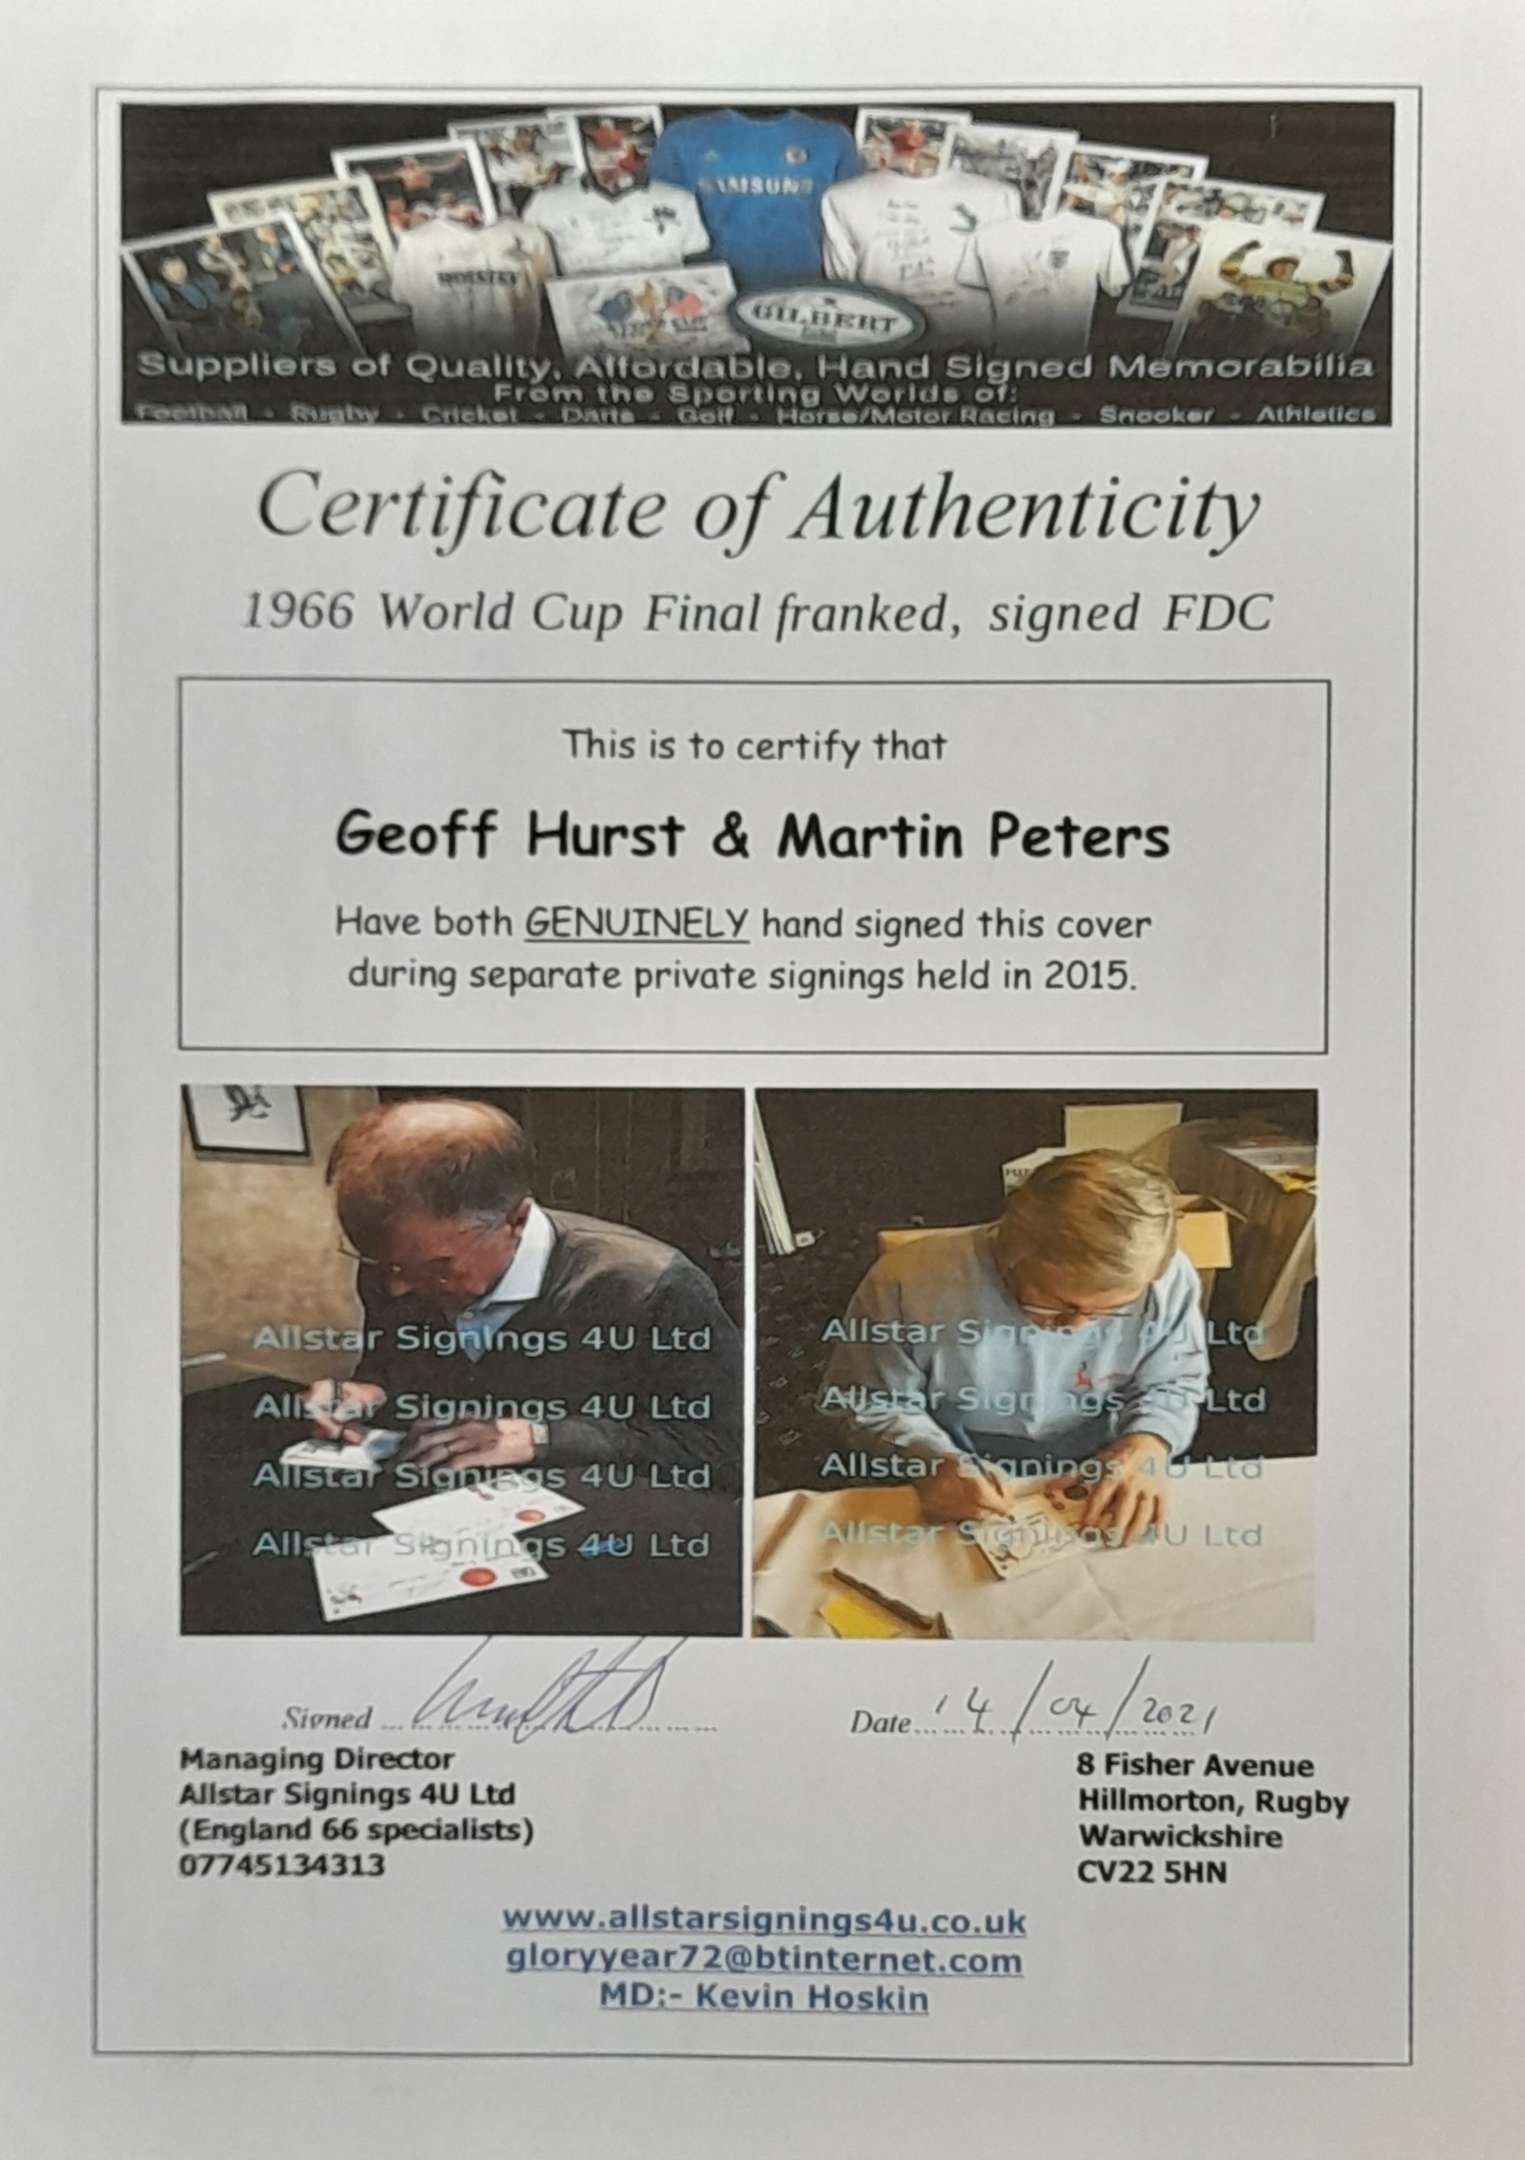 SAMSUNG
HOLSTEN
GILBERT
Suppliers of Quality, Affordable, Hand Signed Memorabilia
From the Sporting Worlds of:
Football - Rugby - Cricket - Darts - Golf - Horse/Motor Racing - Snooker - Athletics
Certificate of Authenticity
1966 World Cup Final franked, signed FDC
This is to certify that
Geoff Hurst & Martin Peters
Have both GENUINELY hand signed this cover
during separate private signings held in 2015.
Allstar Signings 4U Ltd
Allstar Signings 4U Ltd
Allstar Signings 4U Ltd
Allstar Signings 4U Ltd
Allstar Signings 4U Ltd
Allstar Signings 4U Ltd
Allstar Signings 4U Ltd
Allstar Signings 4U Ltd
Signed
Date 14/04/2021
Managing Director
Allstar Signings 4U Ltd
(England 66 specialists)
07745134313
8 Fisher Avenue
Hillmorton, Rugby
Warwickshire
CV22 5HN
www.allstarsignings4u.co.uk
gloryyear72@btinternet.com
MD:- Kevin Hoskin